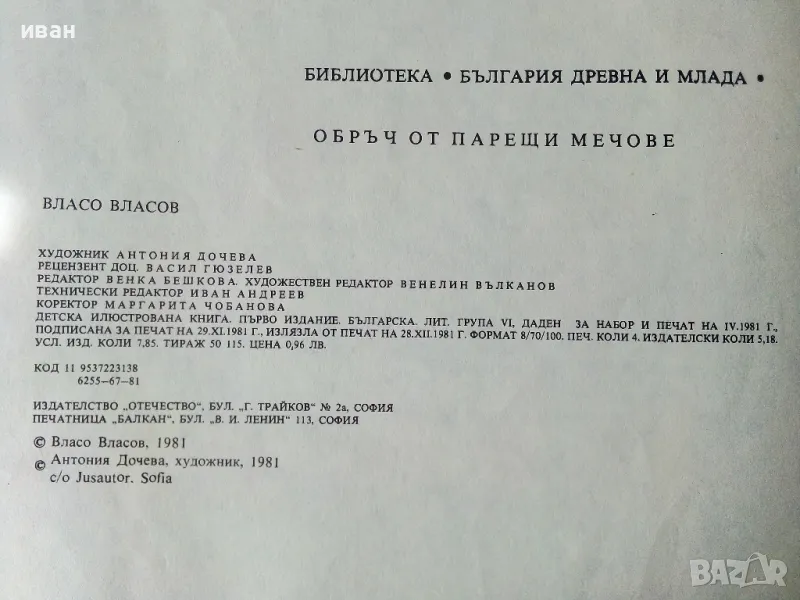 иван
БИБЛИОТЕКА • БЪЛГАРИЯ ДРЕВНА И МЛАДА •
ОБРЪЧ ОТ ПАРЕЩИ МЕЧОВЕ
ВЛАСО ВЛАСОВ
ХУДОЖНИК АНТОНИЯ ДОЧЕВА
РЕЦЕНЗЕНТ ДОЦ. ВАСИЛ ГЮЗЕЛЕВ
РЕДАКТОР ВЕНКА БЕШКОВА. ХУДОЖЕСТВЕН РЕДАКТОР ВЕНЕЛИН ВЪЛКАНОВ
ТЕХНИЧЕСКИ РЕДАКТОР ИВАН АНДРЕЕВ
КОРЕКТОР МАРГАРИТА ЧОБАНОВА
ДЕТСКА ИЛЮСТРОВАНА КНИГА. ПЪРВО ИЗДАНИЕ. БЪЛГАРСКА. ЛИТ. ГРУПА VI, ДАДЕН ЗА НАБОР И ПЕЧАТ НА IV.1981 Г.,
ПОДПИСАНА ЗА ПЕЧАТ НА 29.XI.1981 Г., ИЗЛЯЗЛА ОТ ПЕЧАТ НА 28.XII.1981 Г. ФОРМАТ 8/70/100. ПЕЧ. КОЛИ 4. ИЗДАТЕЛСКИ КОЛИ 5,18.
УСЛ. ИЗД. КОЛИ 7,85. ТИРАЖ 50 115. ЦЕНА 0,96 ЛВ.
КОД 11 9537223138
6255—67—81
ИЗДАТЕЛСТВО „ОТЕЧЕСТВО", БУЛ. „Г. ТРАЙКОВ" № 2а, СОФИЯ
ПЕЧАТНИЦА „БАЛКАН", БУЛ. „В. И. ЛЕНИН" 113, СОФИЯ
© Власо Власов, 1981
© Антония Дочева, художник, 1981
c/o Jusautor. Sofia
BAZAR